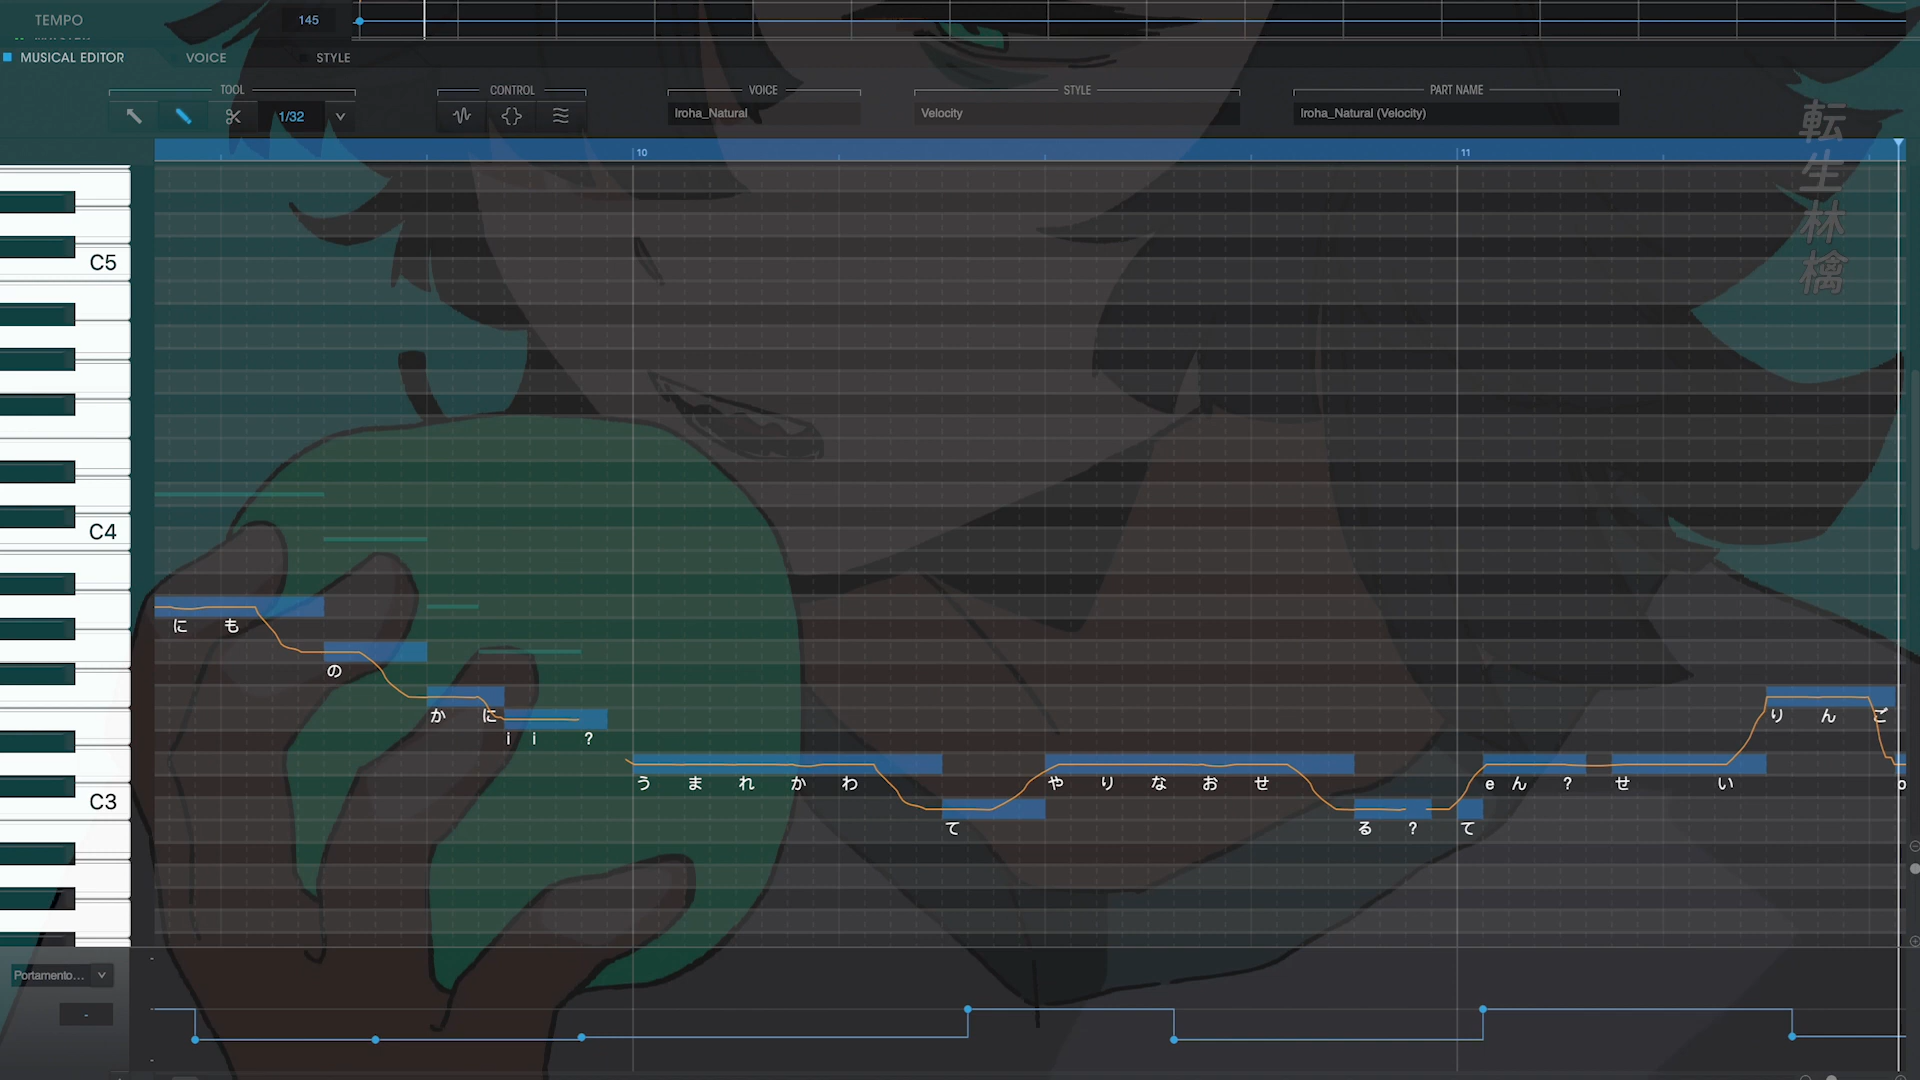 TEMPO 145
MUSICAL EDITOR VOICE STYLE
TOOL CONTROL VOICE STYLE PART NAME
1/32 Iroha_Natural Velocity Iroha_Natural (Velocity)
10 11
転生林檎
C5
C4
に も
の
か に
i i ?
り ん ご
う ま れ か わ や り な お せ e ん ? せ い o
C3
て る ? て
Portamento...
-